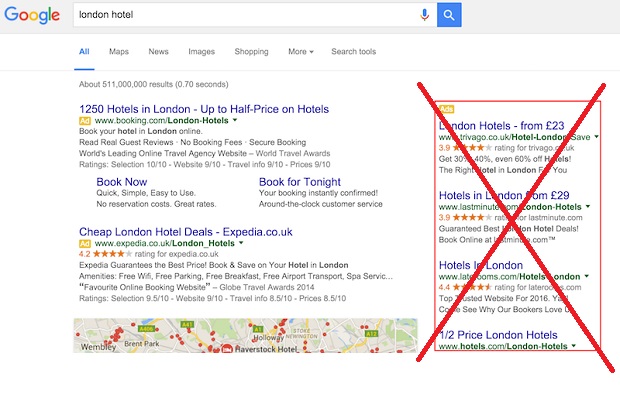 Google london hotel
All Maps News Images Shopping More Search tools
About 511,000,000 results (0.70 seconds)
1250 Hotels in London - Up to Half-Price on Hotels
Ad www.booking.com/London-Hotels
Book your hotel in London online.
Read Real Guest Reviews · No Booking Fees · Secure Booking
World's Leading Online Travel Agency Website – World Travel Awards
Ratings: Selection 10/10 - Website 9/10 - Travel info 9/10 - Prices 9/10
Book Now
Quick, Simple, Easy to Use.
No reservation costs. Great rates.
Book for Tonight
Your booking instantly confirmed!
Around-the-clock customer service
Cheap London Hotel Deals - Expedia.co.uk
Ad www.expedia.co.uk/London_Hotels
4.2 rating for expedia.co.uk
Expedia Guarantees the Best Price! Book & Save on Your Hotel in London
Amenities: Free Wifi, Free Parking, Free Breakfast, Free Airport Transport, Spa Servic...
“Favourite Online Booking Website” – Globe Travel Awards 2014
Ratings: Selection 9.5/10 - Website 9.5/10 - Travel info 8.5/10 - Prices 8.5/10
A406
A41
STOKE
NEWINGTON
Holloway
Wembley
Brent Park
Haverstock Hotel
Ads
London Hotels - from £23
www.trivago.co.uk/Hotel-London_Save
3.9 rating for trivago.co.uk
Get 30%, 40%, even 60% off Hotels!
The Right Hotel in London For You
Hotels in London from £29
www.lastminute.com/London-Hotels
3.9 rating for lastminute.com
Guaranteed Best London Hotel Deals!
Book Online at lastminute.com™
Hotels In London
www.laterooms.com/Hotels-London
4.4 rating for laterooms.com
Top Trusted Website For 2016.
Come See Why Our Bookers Love U
1/2 Price London Hotels
www.hotels.com/London-Hotels